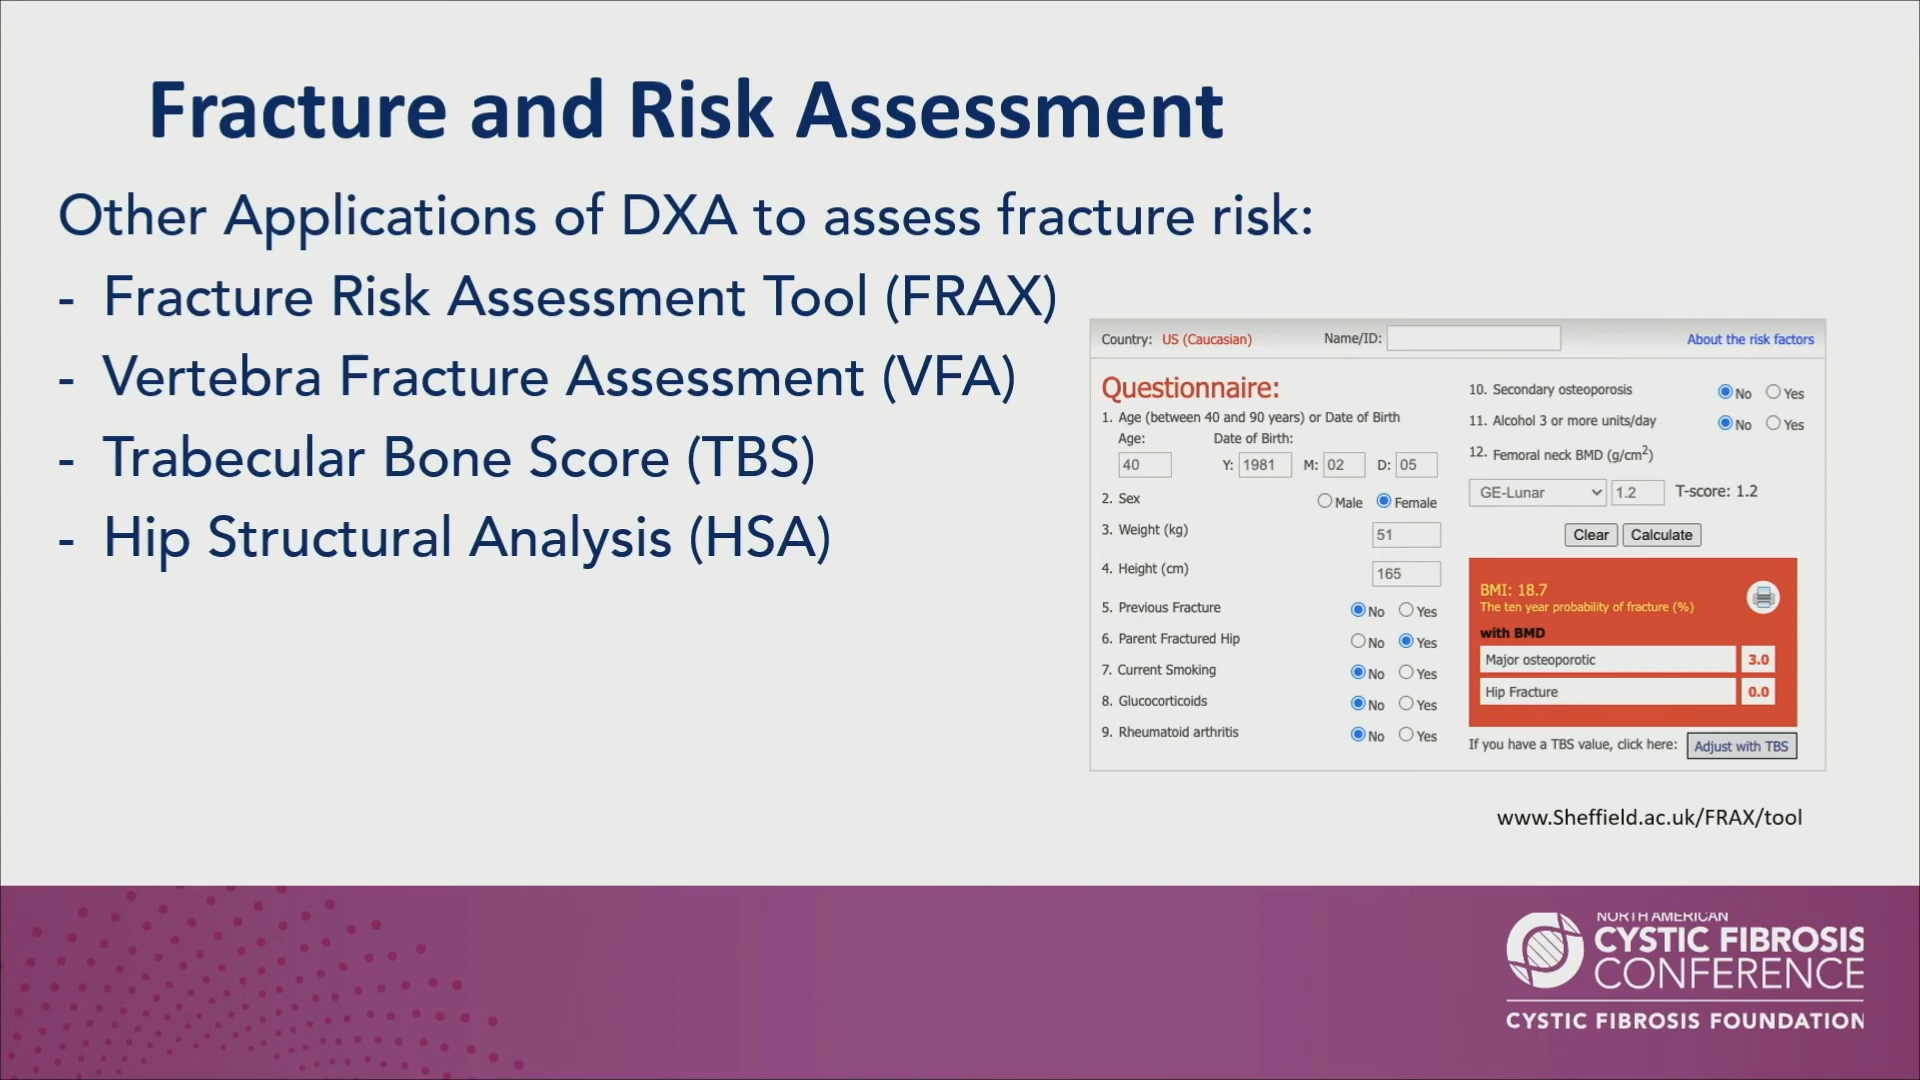 Fracture and Risk Assessment
Other Applications of DXA to assess fracture risk:
- Fracture Risk Assessment Tool (FRAX)
- Vertebra Fracture Assessment (VFA)
- Trabecular Bone Score (TBS)
- Hip Structural Analysis (HSA)
Country: US (Caucasian) Name/ID: About the risk factors
Questionnaire:
1. Age (between 40 and 90 years) or Date of Birth
Age: Date of Birth:
40 Y: 1981 M: 02 D: 05
2. Sex Male Female
3. Weight (kg) 51
4. Height (cm) 165
5. Previous Fracture No Yes
6. Parent Fractured Hip No Yes
7. Current Smoking No Yes
8. Glucocorticoids No Yes
9. Rheumatoid arthritis No Yes
10. Secondary osteoporosis No Yes
11. Alcohol 3 or more units/day No Yes
12. Femoral neck BMD (g/cm²)
GE-Lunar 1.2 T-score: 1.2
Clear Calculate
BMI: 18.7
The ten year probability of fracture (%)
with BMD
Major osteoporotic 3.0
Hip Fracture 0.0
If you have a TBS value, click here: Adjust with TBS
www.Sheffield.ac.uk/FRAX/tool
NORTH AMERICAN
CYSTIC FIBROSIS
CONFERENCE
CYSTIC FIBROSIS FOUNDATION